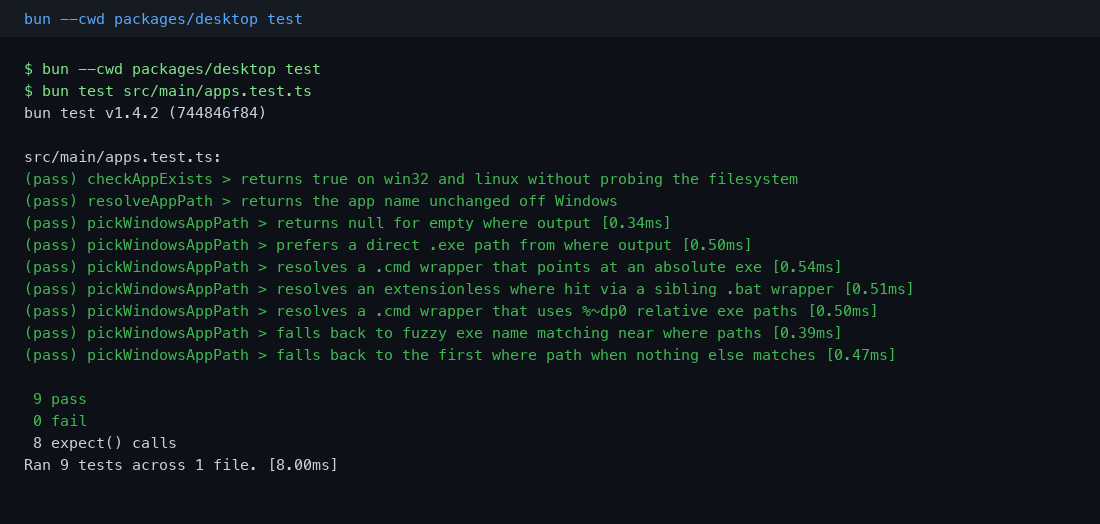 bun --cwd packages/desktop test
$ bun --cwd packages/desktop test
$ bun test src/main/apps.test.ts
bun test v1.4.2 (744846f84)
src/main/apps.test.ts:
(pass) checkAppExists > returns true on win32 and linux without probing the filesystem
(pass) resolveAppPath > returns the app name unchanged off Windows
(pass) pickWindowsAppPath > returns null for empty where output [0.34ms]
(pass) pickWindowsAppPath > prefers a direct .exe path from where output [0.50ms]
(pass) pickWindowsAppPath > resolves a .cmd wrapper that points at an absolute exe [0.54ms]
(pass) pickWindowsAppPath > resolves an extensionless where hit via a sibling .bat wrapper [0.51ms]
(pass) pickWindowsAppPath > resolves a .cmd wrapper that uses %~dp0 relative exe paths [0.50ms]
(pass) pickWindowsAppPath > falls back to fuzzy exe name matching near where paths [0.39ms]
(pass) pickWindowsAppPath > falls back to the first where path when nothing else matches [0.47ms]
9 pass
0 fail
8 expect() calls
Ran 9 tests across 1 file. [8.00ms]